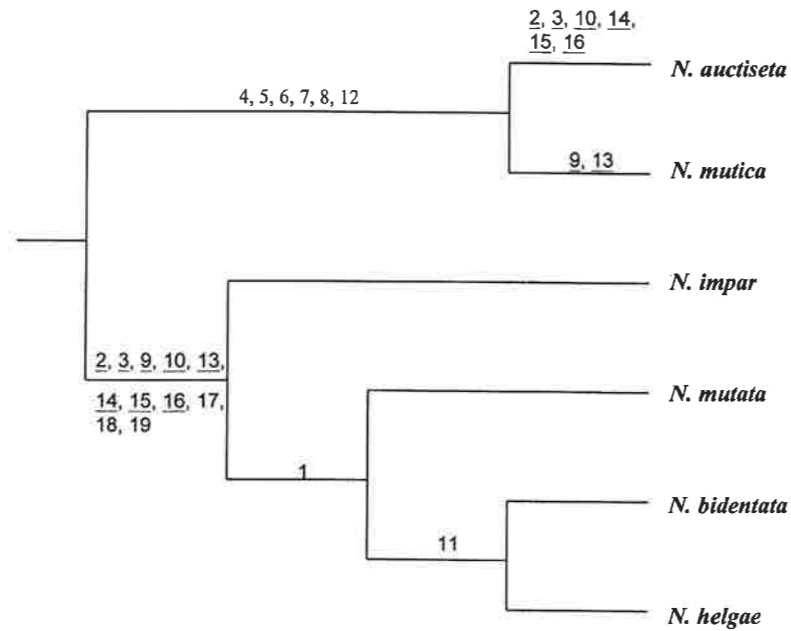 2, 3, 10, 14,
15, 16
N. auctiseta
4, 5, 6, 7, 8, 12
9, 13
N. mutica
N. impar
2, 3, 9, 10, 13,
14, 15, 16, 17,
18, 19
N. mutata
1
N. bidentata
11
N. helgae